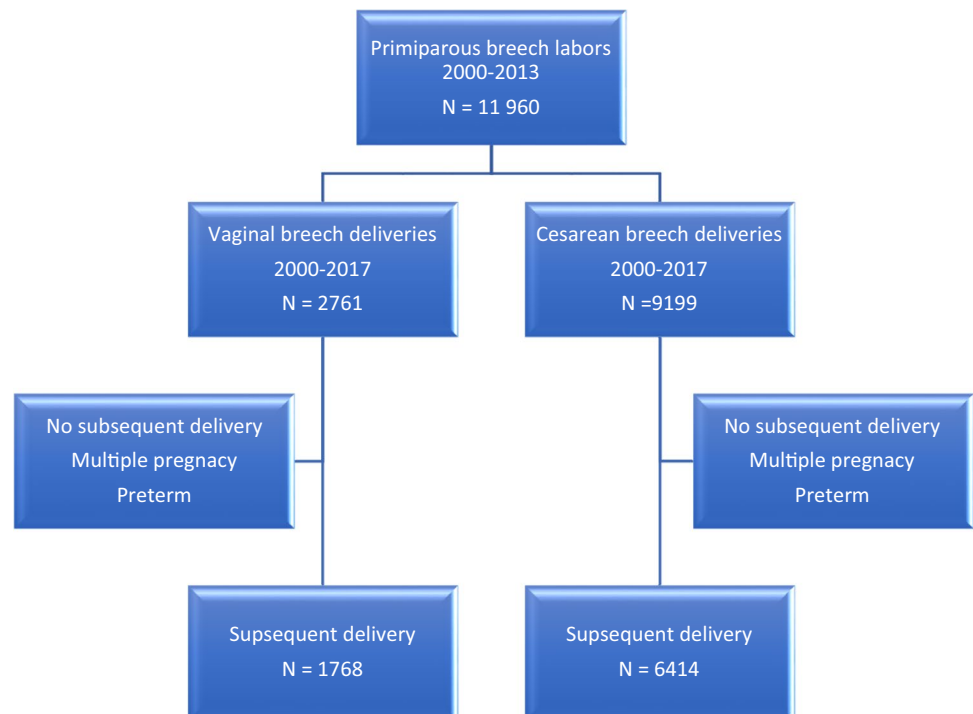 Primiparous breech labors
2000-2013
N = 11 960
Vaginal breech deliveries
2000-2017
N = 2761
Cesarean breech deliveries
2000-2017
N =9199
No subsequent delivery
Multiple pregnacy
Preterm
No subsequent delivery
Multiple pregnacy
Preterm
Supsequent delivery
N = 1768
Supsequent delivery
N = 6414